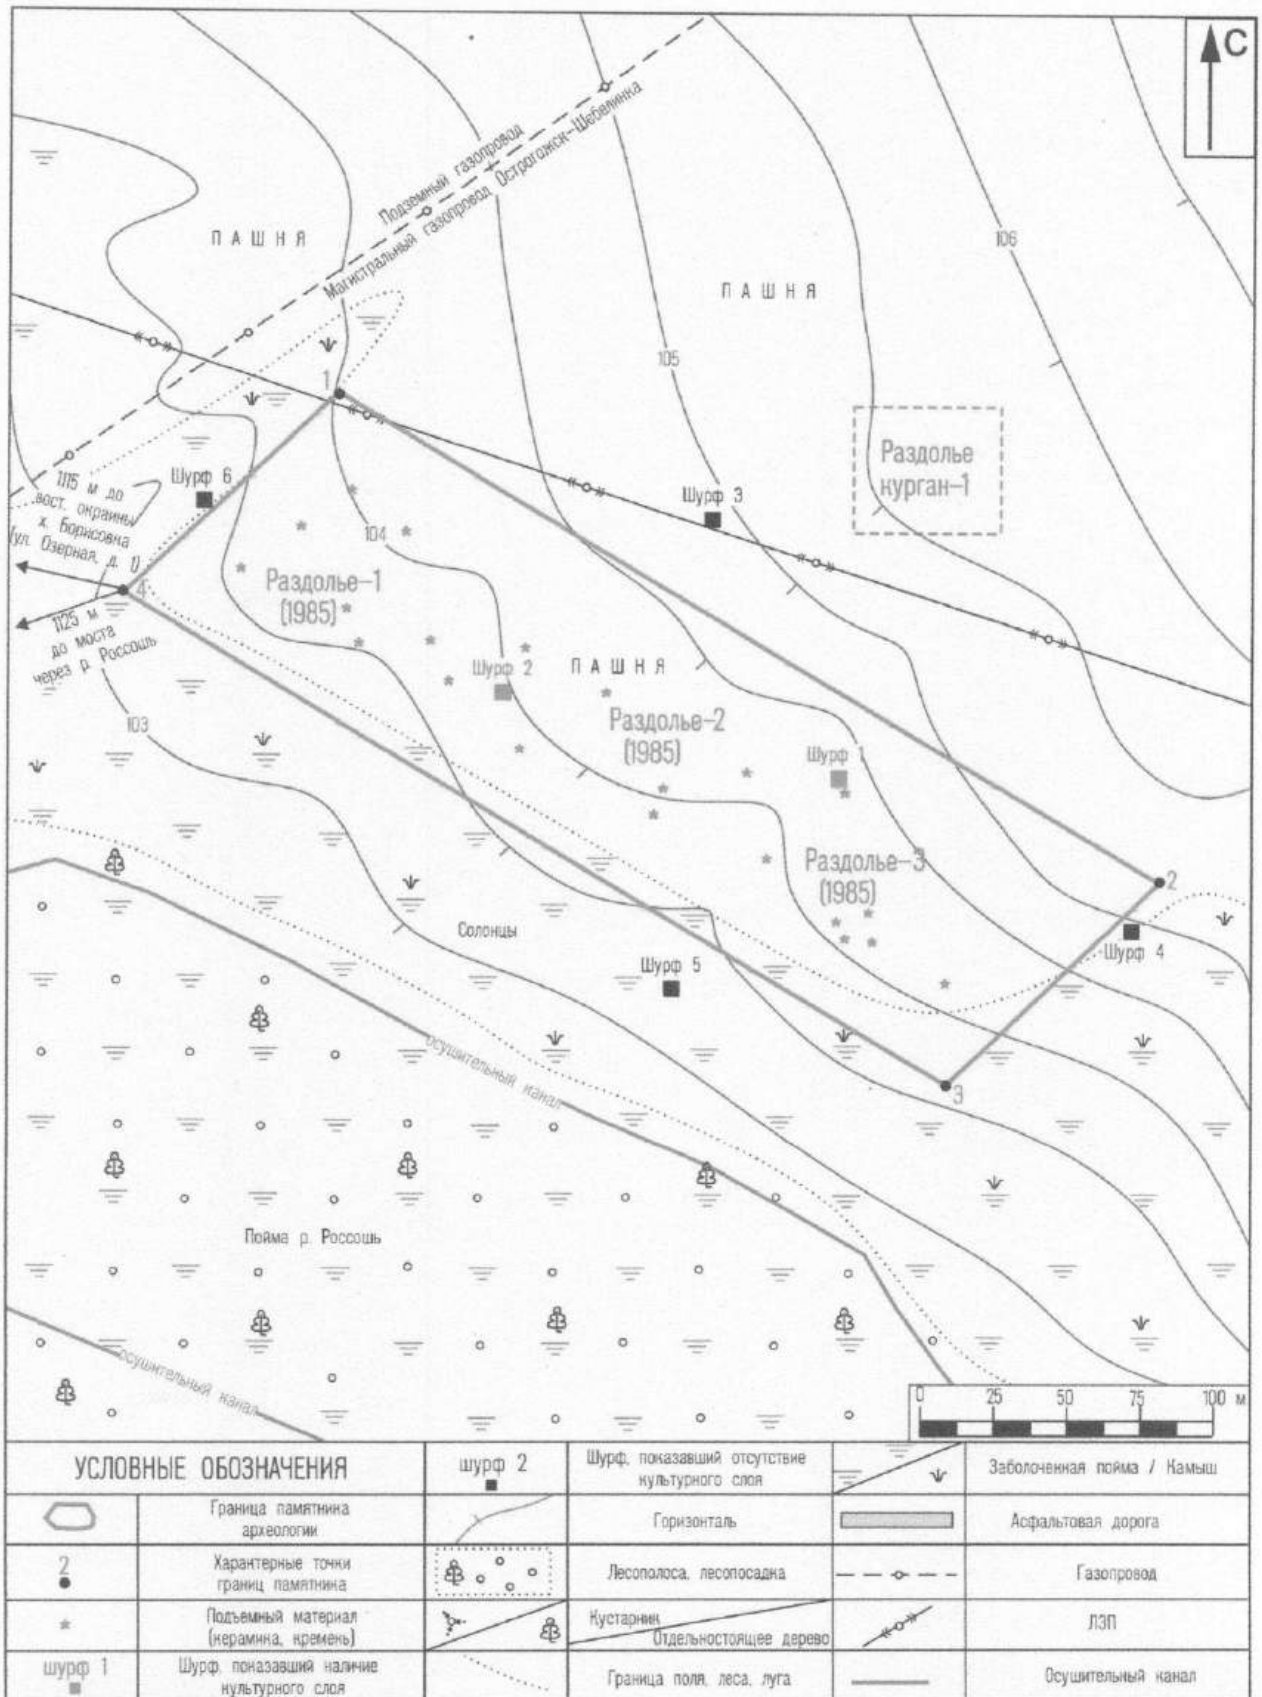 С
Подземный газопровод
Магистральный газопровод Острогожск-Шебелинка
ПАШНЯ
106
ПАШНЯ
105
1
Раздолье
курган-1
1115 м до
вост. окраины
х. Борисовка
(ул. Озерная, д. 1)
Шурф 6
Шурф 3
104
4
Раздолье-1
(1985)
1125 м
до моста
через р. Россошь
Шурф 2
ПАШНЯ
103
Раздолье-2
(1985)
Шурф 1
Раздолье-3
(1985)
2
Солонцы
Шурф 4
Шурф 5
осушительный канал
3
Пойма р. Россошь
осушительный канал
0 25 50 75 100 м
УСЛОВНЫЕ ОБОЗНАЧЕНИЯ
Граница памятника
археологии
2
Характерные точки
границ памятника
Подъемный материал
(керамика, кремень)
шурф 1
Шурф, показавший наличие
культурного слоя
шурф 2
Шурф, показавший отсутствие
культурного слоя
Горизонталь
Лесополоса, лесопосадка
Кустарник
Отдельностоящее дерево
Граница поля, леса, луга
Заболоченная пойма / Камыш
Асфальтовая дорога
Газопровод
ЛЭП
Осушительный канал